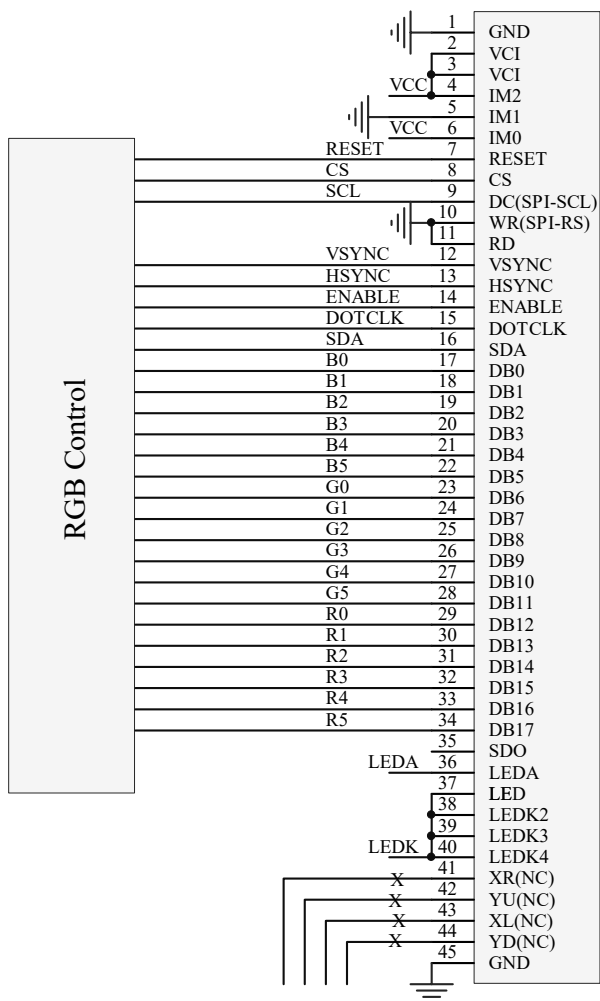 1 GND
2 VCI
3 VCI
VCC 4 IM2
5 IM1
VCC 6 IM0
RESET 7 RESET
CS 8 CS
SCL 9 DC(SPI-SCL)
10 WR(SPI-RS)
11 RD
VSYNC 12 VSYNC
HSYNC 13 HSYNC
ENABLE 14 ENABLE
DOTCLK 15 DOTCLK
SDA 16 SDA
B0 17 DB0
B1 18 DB1
B2 19 DB2
B3 20 DB3
B4 21 DB4
B5 22 DB5
G0 23 DB6
G1 24 DB7
G2 25 DB8
G3 26 DB9
G4 27 DB10
G5 28 DB11
R0 29 DB12
R1 30 DB13
R2 31 DB14
R3 32 DB15
R4 33 DB16
R5 34 DB17
35 SDO
LEDA 36 LEDA
37 LED
38 LEDK2
39 LEDK3
LEDK 40 LEDK4
X 41 XR(NC)
X 42 YU(NC)
X 43 XL(NC)
X 44 YD(NC)
45 GND
RGB Control